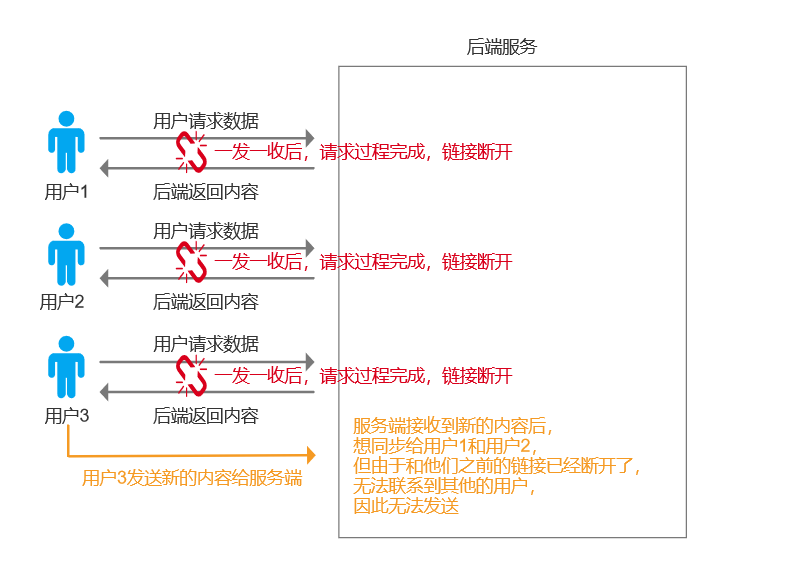 后端服务
用户请求数据
一发一收后，请求过程完成，链接断开
用户1
后端返回内容
用户请求数据
一发一收后，请求过程完成，链接断开
用户2
后端返回内容
用户请求数据
一发一收后，请求过程完成，链接断开
用户3
后端返回内容
服务端接收到新的内容后，
想同步给用户1和用户2，
但由于和他们之前的链接已经断开了，
无法联系到其他的用户，
因此无法发送
用户3发送新的内容给服务端